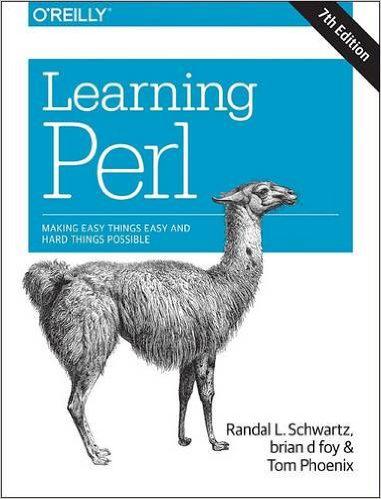 O'REILLY®
7th Edition
Learning
Perl
MAKING EASY THINGS EASY AND
HARD THINGS POSSIBLE
Randal L. Schwartz,
brian d foy &
Tom Phoenix